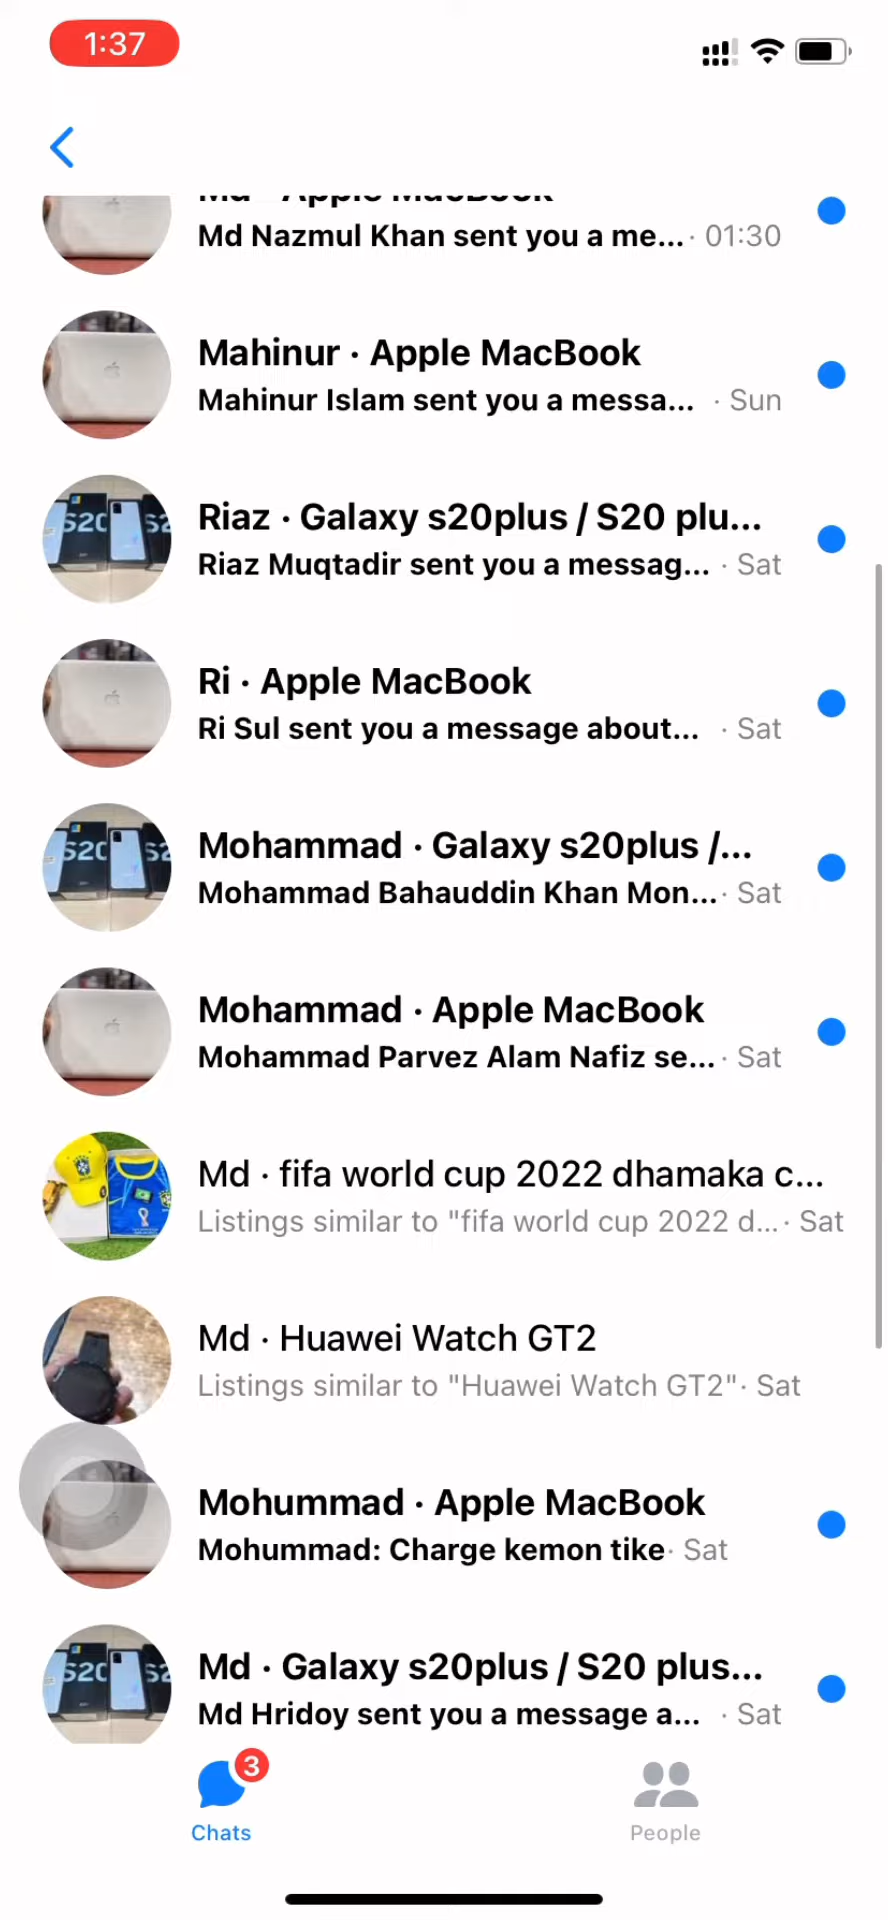 1:37
Md · Apple MacBook
Md Nazmul Khan sent you a me... · 01:30
Mahinur · Apple MacBook
Mahinur Islam sent you a messa... · Sun
Riaz · Galaxy s20plus / S20 plu...
Riaz Muqtadir sent you a messag... · Sat
Ri · Apple MacBook
Ri Sul sent you a message about... · Sat
Mohammad · Galaxy s20plus /...
Mohammad Bahauddin Khan Mon... · Sat
Mohammad · Apple MacBook
Mohammad Parvez Alam Nafiz se... · Sat
Md · fifa world cup 2022 dhamaka c...
Listings similar to "fifa world cup 2022 d... · Sat
Md · Huawei Watch GT2
Listings similar to "Huawei Watch GT2" · Sat
Mohummad · Apple MacBook
Mohummad: Charge kemon tike · Sat
Md · Galaxy s20plus / S20 plus...
Md Hridoy sent you a message a... · Sat
3
Chats
People